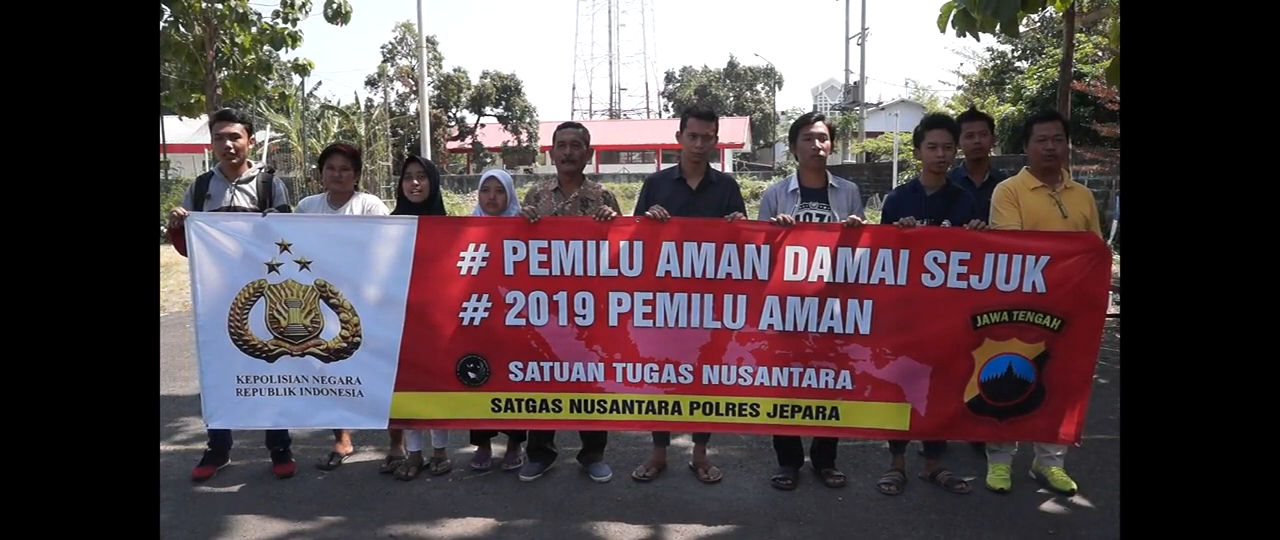 # PEMILU AMAN DAMAI SEJUK
# 2019 PEMILU AMAN
SATUAN TUGAS NUSANTARA
SATGAS NUSANTARA POLRES JEPARA
KEPOLISIAN NEGARA
REPUBLIK INDONESIA
JAWA TENGAH